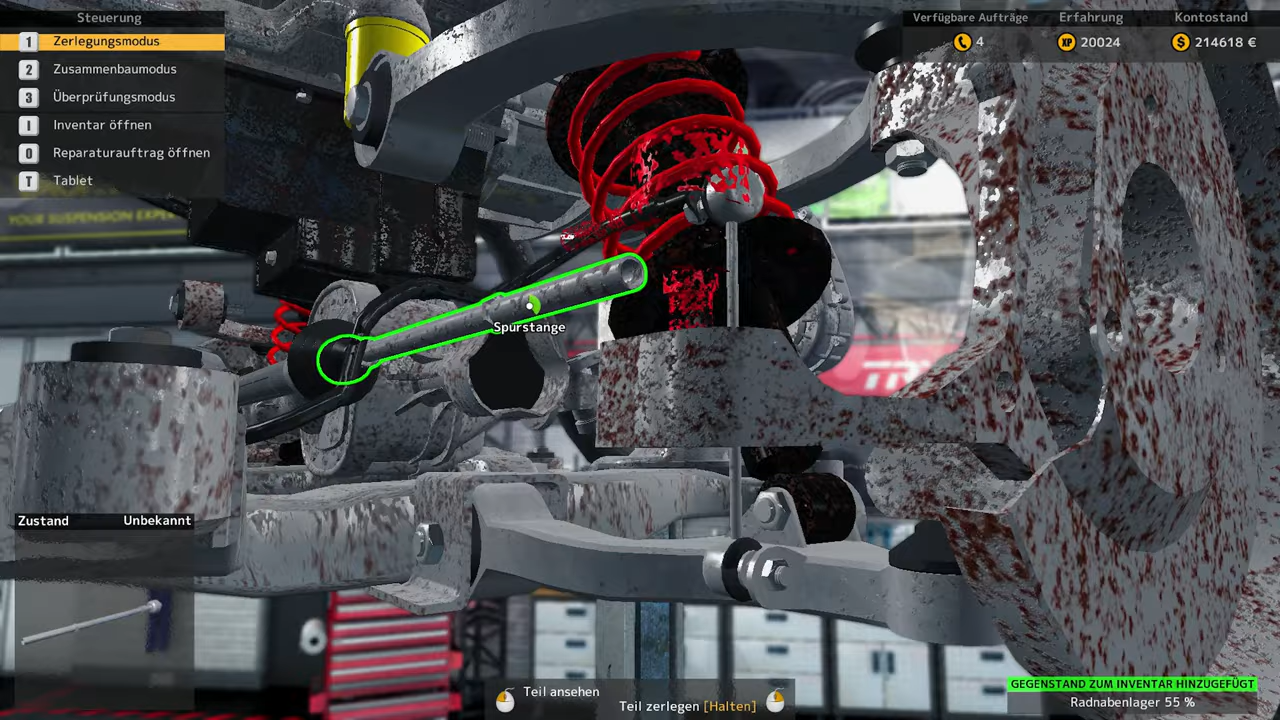 Steuerung
1 Zerlegungsmodus
2 Zusammenbaumodus
3 Überprüfungsmodus
I Inventar öffnen
O Reparaturauftrag öffnen
T Tablet
Verfügbare Aufträge
4
Erfahrung
XP 20024
Kontostand
$ 214618 €
YOUR SUSPENSION
Spurstange
Zustand Unbekannt
Teil ansehen
Teil zerlegen [Halten]
GEGENSTAND ZUM INVENTAR HINZUGEFÜGT
Radnabenlager 55 %